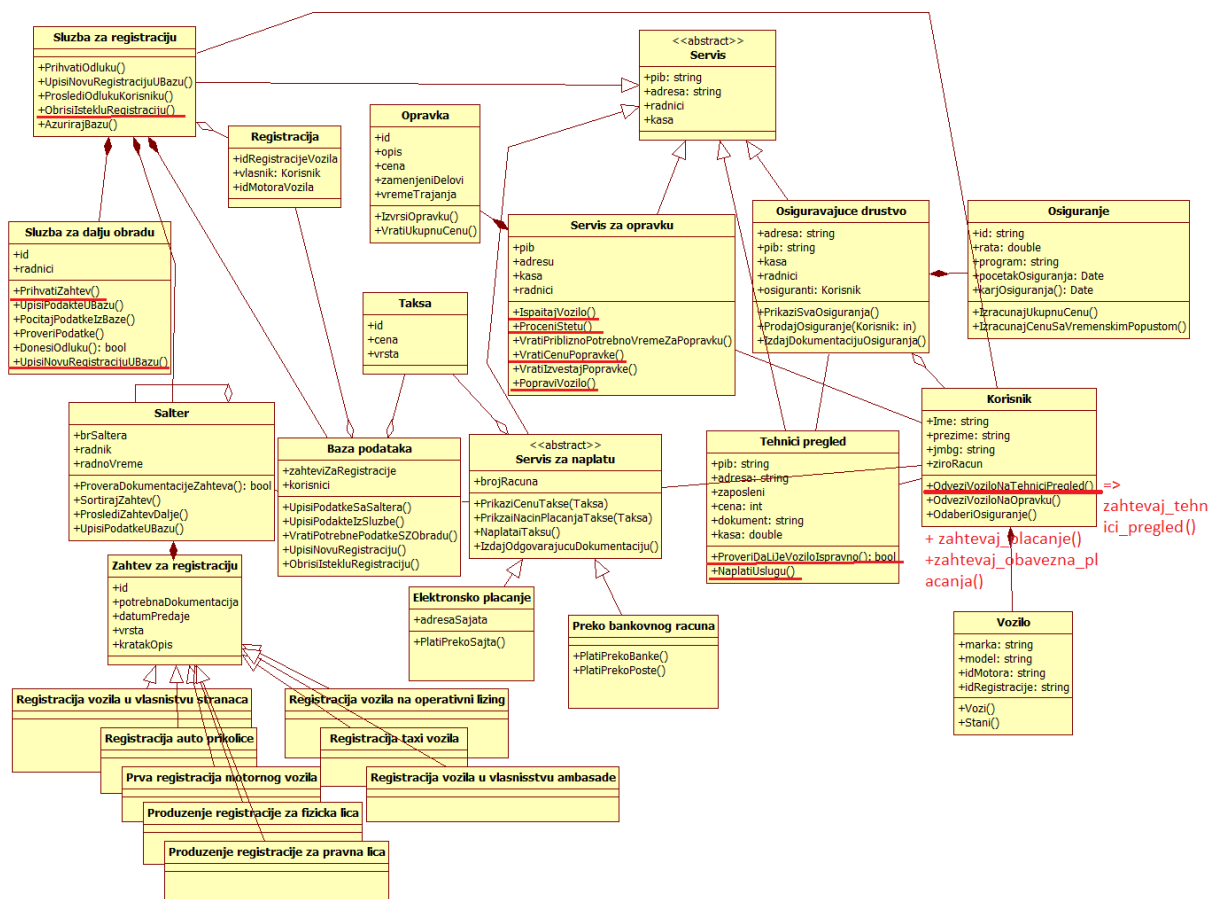 Sluzba za registraciju
+PrihvatiOdluku()
+UpisiNovuRegistracijuUBazu()
+ProslediOdlukuKorisniku()
+ObrisiIstekluRegistraciju()
+AzurirajBazu()
<<abstract>>
Servis
+pib: string
+adresa: string
+radnici
+kasa
Opravka
+id
+opis
+cena
+zamenjeniDelovi
+vremeTrajanja
+IzvrsiOpravku()
+VratiUkupnuCenu()
Registracija
+idRegistracijeVozila
+vlasnik: Korisnik
+idMotoraVozila
Sluzba za dalju obradu
+id
+radnici
+PrihvatiZahtev()
+UpisiPodakteUBazu()
+PocitajPodatkeIzBaze()
+ProveriPodatke()
+DonesiOdluku(): bool
+UpisiNovuRegistracijuUBazu()
Servis za opravku
+pib
+adresu
+kasa
+radnici
+IspaitajVozilo()
+ProceniStetu()
+VratiPribliznoPotrebnoVremeZaPopravku()
+VratiCenuPopravke()
+VratiIzvestajPopravke()
+PopraviVozilo()
Osiguravajuce drustvo
+adresa: string
+pib: string
+kasa
+radnici
+osiguranti: Korisnik
+PrikaziSvaOsiguranja()
+ProdajOsiguranje(Korisnik: in)
+IzdajDokumentacijuOsiguranja()
Osiguranje
+id: string
+rata: double
+program: string
+pocetakOsiguranja: Date
+karjOsiguranja(): Date
+IzracunajUkupnuCenu()
+IzracunajCenuSaVremenskimPopustom()
Taksa
+id
+cena
+vrsta
Salter
+brSaltera
+radnik
+radnoVreme
+ProveraDokumentacijeZahteva(): bool
+SortirajZahtev()
+ProslediZahtevDalje()
+UpisiPodatkeUBazu()
Baza podataka
+zahteviZaRegistracije
+korisnici
+UpisiPodatkeSaSaltera()
+UpisiPodakteIzSluzbe()
+VratiPotrebnePodatkeSZObradu()
+UpisiNovuRegistraciju()
+ObrisiIstekluRegistraciju()
<<abstract>>
Servis za naplatu
+brojRacuna
+PrikaziCenuTakse(Taksa)
+PrikzaiNacinPlacanjaTakse(Taksa)
+NaplataiTaksu()
+IzdajOdgovarajucuDokumentaciju()
Tehnici pregled
+pib: string
+adresa: string
+zaposleni
+cena: int
+dokument: string
+kasa: double
+ProveriDaLiJeVoziloIspravno(): bool
+NaplatiUslugu()
Korisnik
+Ime: string
+prezime: string
+jmbg: string
+ziroRacun
+OdveziVoziloNaTehniciPregled()
+OdveziVoziloNaOpravku()
+OdaberiOsiguranje()
=>
zahtevaj_tehn
ici_pregled()
+ zahtevaj_placanje()
+zahtevaj_obavezna_pl
acanja()
Zahtev za registraciju
+id
+potrebnaDokumentacija
+datumPredaje
+vrsta
+kratakOpis
Elektronsko placanje
+adresaSajata
+PlatiPrekoSajta()
Preko bankovnog racuna
+PlatiPrekoBanke()
+PlatiPrekoPoste()
Vozilo
+marka: string
+model: string
+idMotora: string
+idRegistracije: string
+Vozi()
+Stani()
Registracija vozila u vlasnistvu stranaca
Registracija vozila na operativni lizing
Registracija auto prikolice
Registracija taxi vozila
Prva registracija motornog vozila
Registracija vozila u vlasnisstvu ambasade
Produzenje registracije za fizicka lica
Produzenje registracije za pravna lica